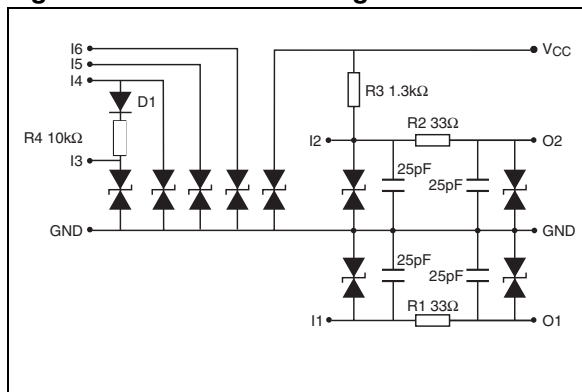 I6
I5
I4
VCC
D1
R3 1.3kΩ
R4 10kΩ
R2 33Ω
I2
O2
I3
25pF
25pF
GND
GND
25pF
25pF
R1 33Ω
I1
O1